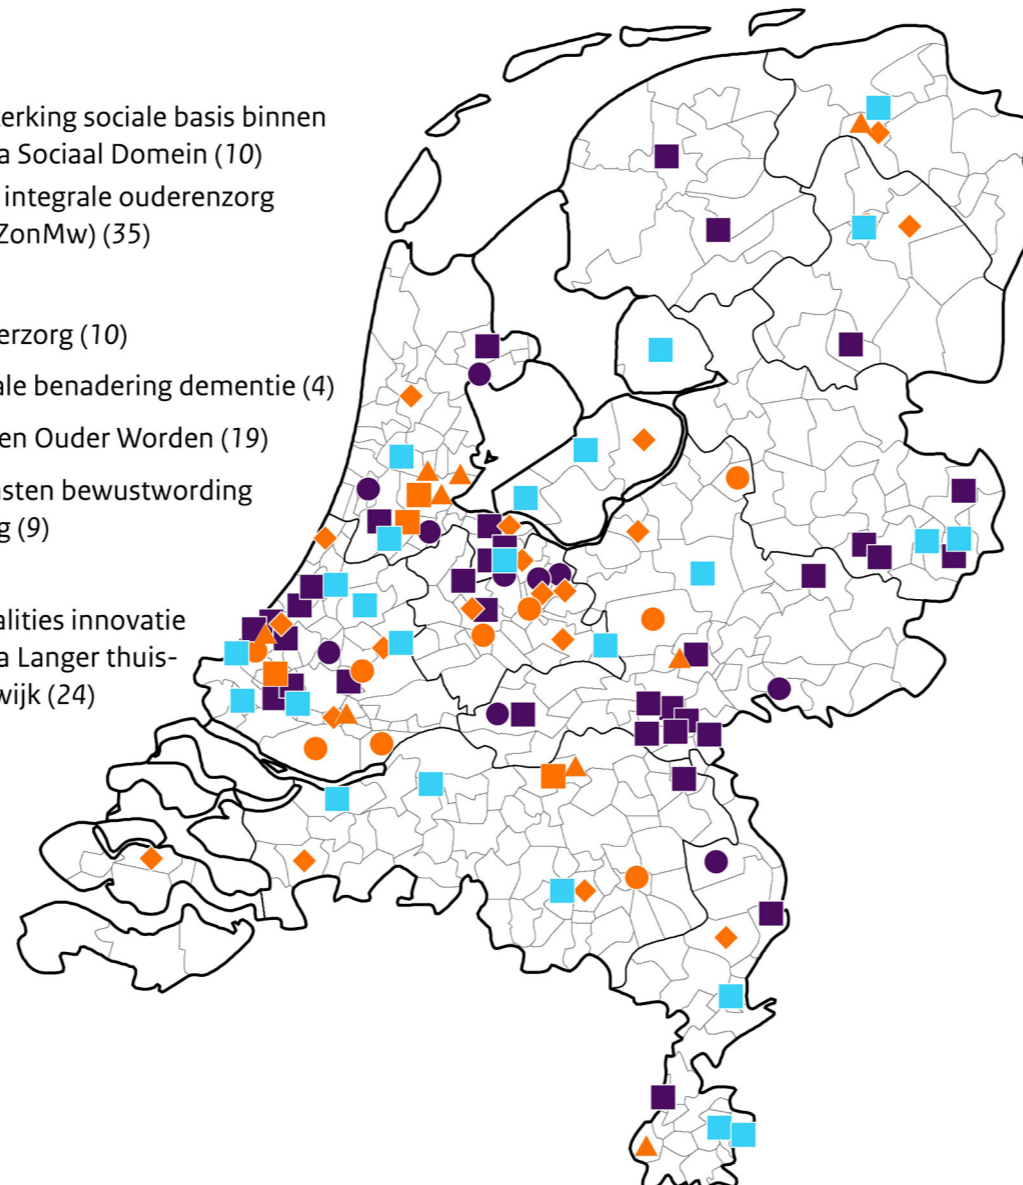 erking sociale basis binnen
a Sociaal Domein (10)
integrale ouderenzorg
ZonMw) (35)
erzorg (10)
ale benadering dementie (4)
en Ouder Worden (19)
sten bewustwording
g (9)
alities innovatie
a Langer thuis-
wijk (24)